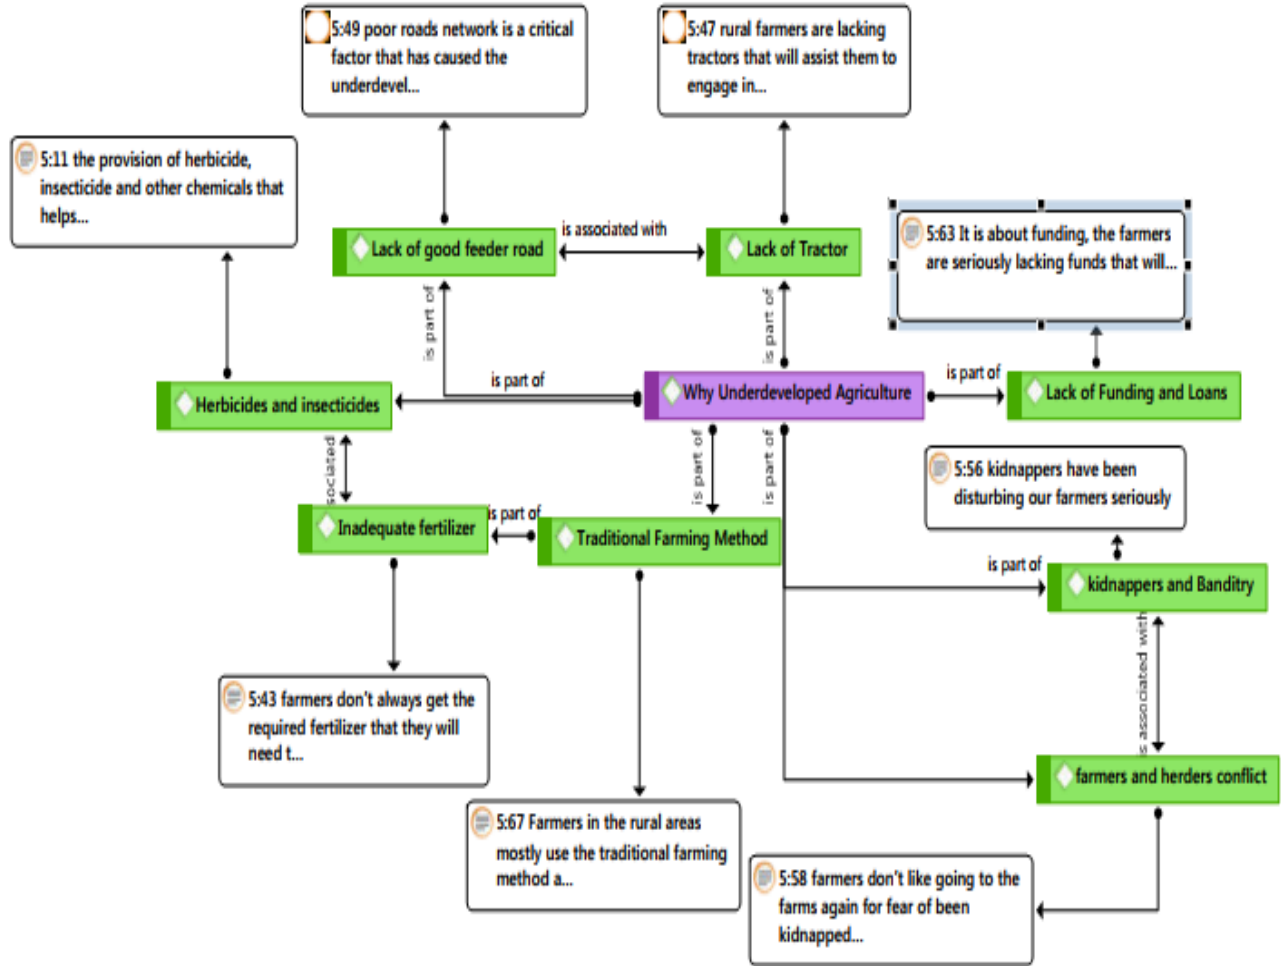 5:49 poor roads network is a critical
factor that has caused the
underdevel...
5:47 rural farmers are lacking
tractors that will assist them to
engage in...
5:11 the provision of herbicide,
insecticide and other chemicals that
helps...
5:63 It is about funding, the farmers
are seriously lacking funds that will...
is associated with
Lack of good feeder road
Lack of Tractor
is part of
is part of
is part of
is part of
Herbicides and insecticides
Why Underdeveloped Agriculture
Lack of Funding and Loans
sociated
is part of
is part of
5:56 kidnappers have been
disturbing our farmers seriously
is part of
Inadequate fertilizer
Traditional Farming Method
is part of
kidnappers and Banditry
is associated with
5:43 farmers don't always get the
required fertilizer that they will
need t...
farmers and herders conflict
5:67 Farmers in the rural areas
mostly use the traditional farming
method a...
5:58 farmers don't like going to the
farms again for fear of been
kidnapped...